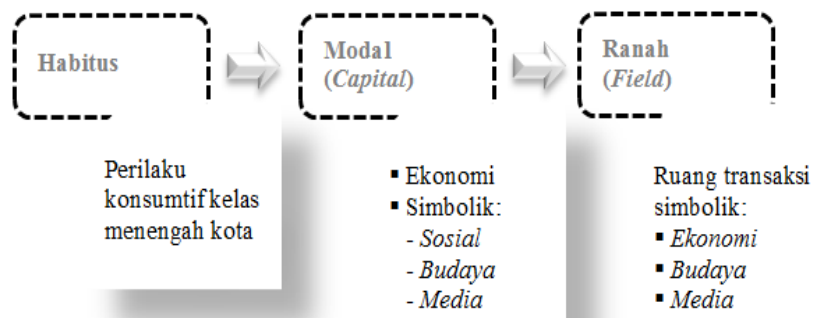 Habitus
Modal
(Capital)
Ranah
(Field)
Perilaku
konsumtif kelas
menengah kota
▪ Ekonomi
▪ Simbolik:
- Sosial
- Budaya
- Media
Ruang transaksi
simbolik:
▪ Ekonomi
▪ Budaya
▪ Media